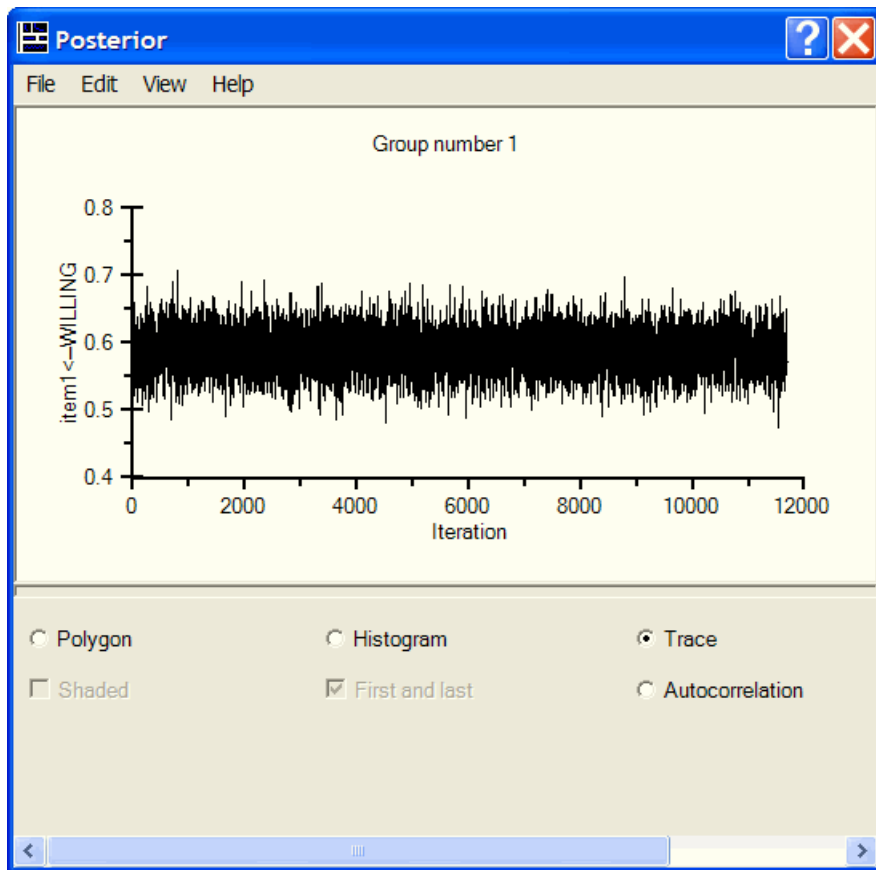 Posterior
File Edit View Help
Group number 1
0.8
0.7
0.6
0.5
0.4
item1<--WILLING
0 2000 4000 6000 8000 10000 12000
Iteration
Polygon Histogram Trace
Shaded First and last Autocorrelation